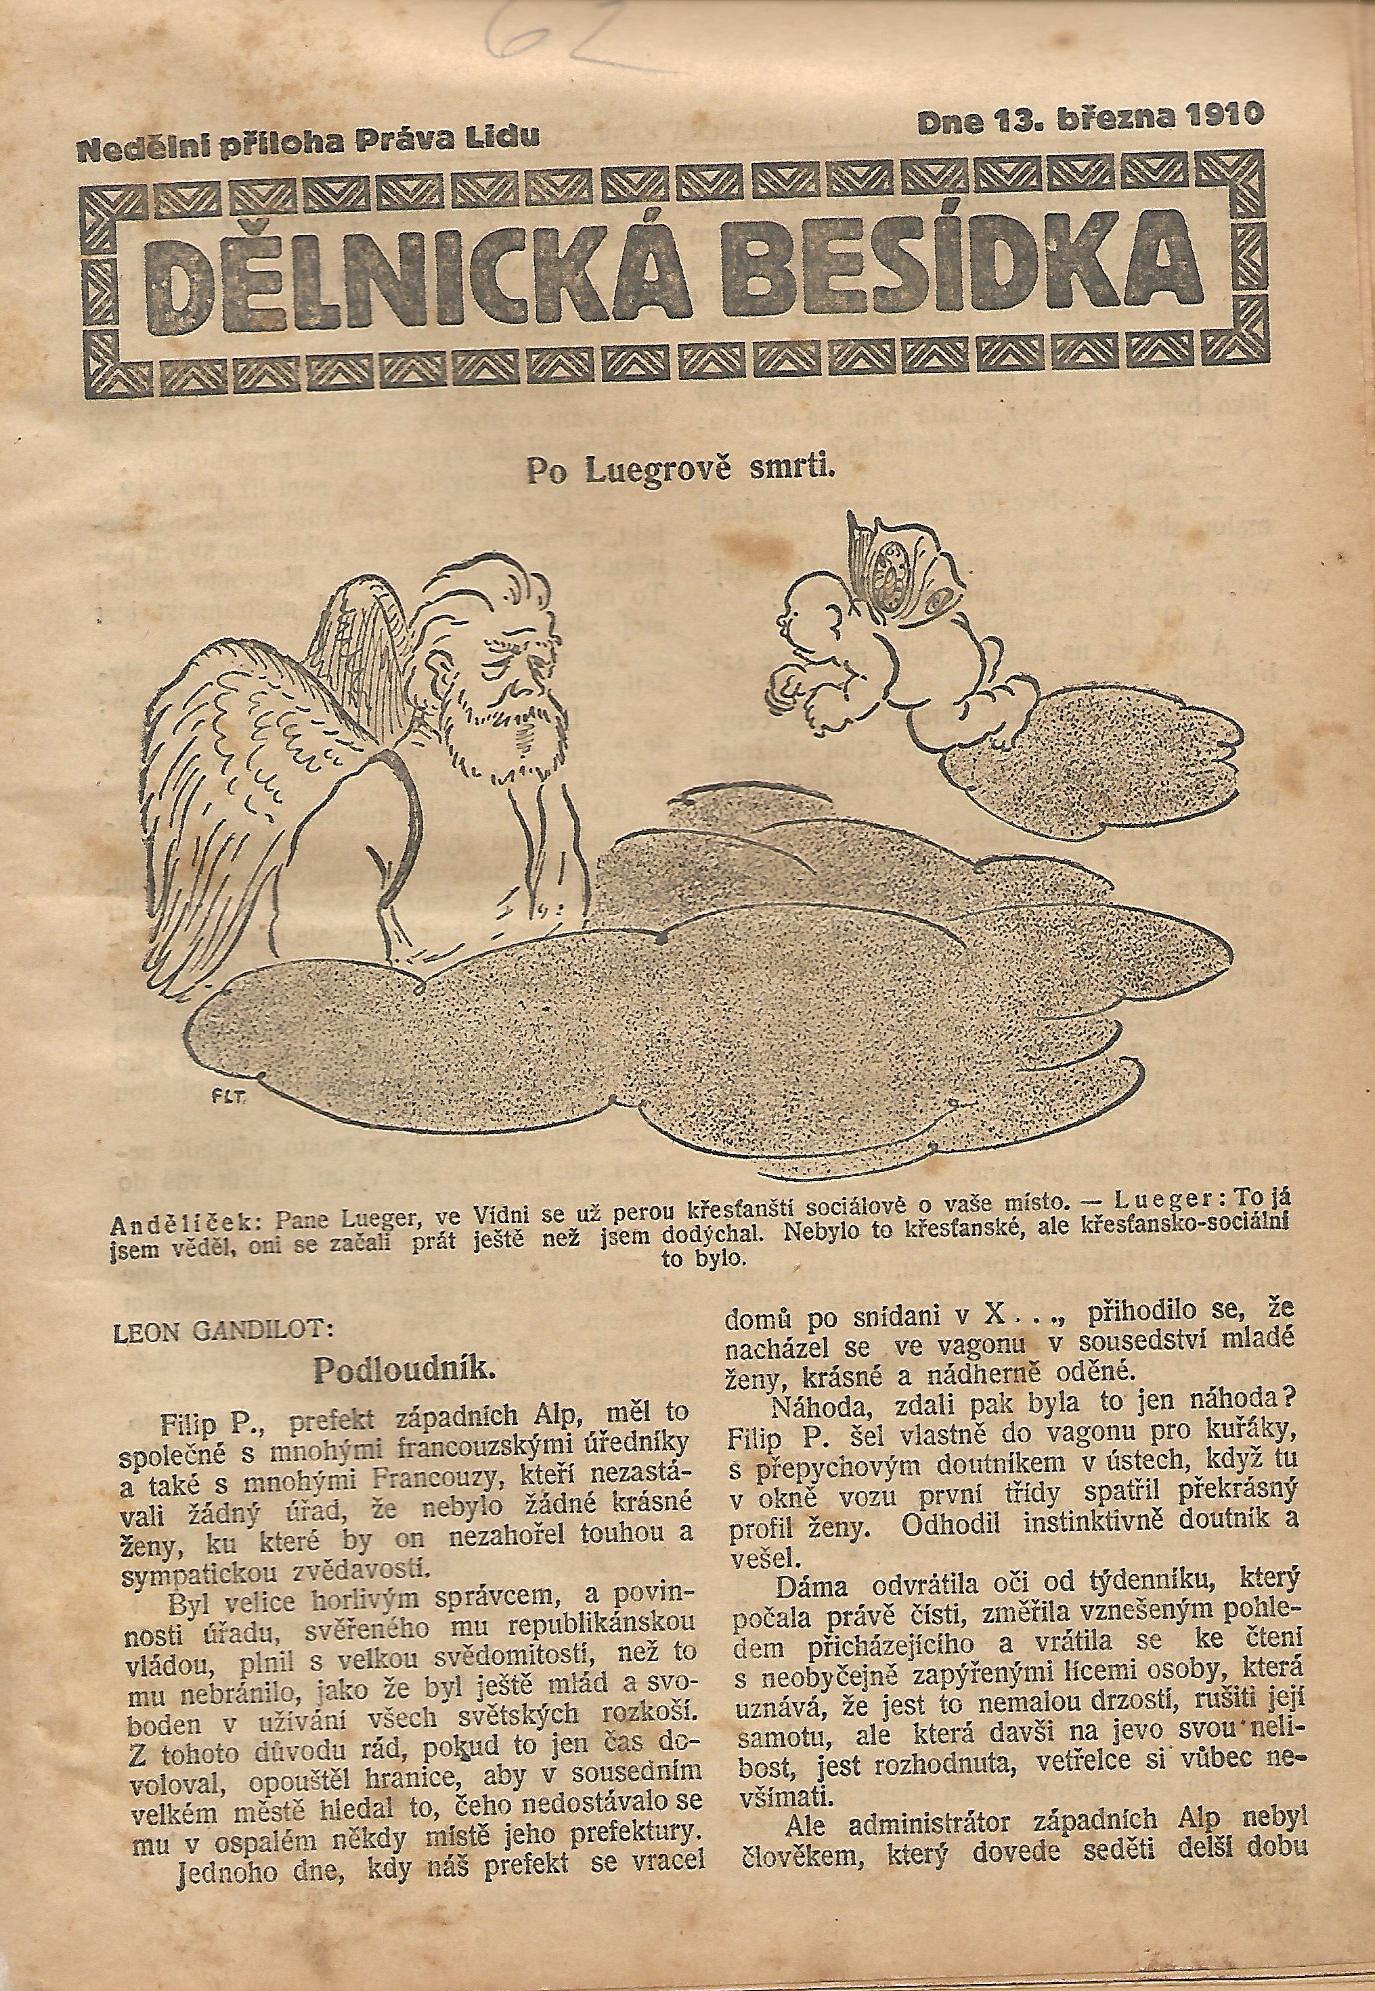 62
Nedělní příloha Práva Lidu
Dne 13. března 1910
DĚLNICKÁ BESÍDKA
Po Luegrově smrti.
FLT.
Andělíček: Pane Lueger, ve Vídni se už perou křesťanští sociálové o vaše místo. — Lueger: To já
jsem věděl, oni se začali prát ještě než jsem dodýchal. Nebylo to křesťanské, ale křesťansko-sociální
to bylo.
LEON GANDILOT:
Podloudník.
Filip P., prefekt západních Alp, měl to
společné s mnohými francouzskými úředníky
a také s mnohými Francouzy, kteří nezastá-
vali žádný úřad, že nebylo žádné krásné
ženy, ku které by on nezahořel touhou a
sympatickou zvědavostí.
Byl velice horlivým správcem, a povin-
nosti úřadu, svěřeného mu republikánskou
vládou, plnil s velkou svědomitostí, než to
mu nebránilo, jako že byl ještě mlád a svo-
boden v užívání všech světských rozkoší.
Z tohoto důvodu rád, pokud to jen čas do-
voloval, opouštěl hranice, aby v sousedním
velkém městě hledal to, čeho nedostávalo se
mu v ospalém někdy místě jeho prefektury.
Jednoho dne, kdy náš prefekt se vracel
domů po snídani v X . . ., přihodilo se, že
nacházel se ve vagonu v sousedství mladé
ženy, krásné a nádherně oděné.
Náhoda, zdali pak byla to jen náhoda?
Filip P. šel vlastně do vagonu pro kuřáky,
s přepychovým doutníkem v ústech, když tu
v okně vozu první třídy spatřil překrásný
profil ženy. Odhodil instinktivně doutník a
vešel.
Dáma odvrátila oči od týdenníku, který
počala právě čísti, změřila vznešeným pohle-
dem přicházejícího a vrátila se ke čtení
s neobyčejně zapýřenými lícemi osoby, která
uznává, že jest to nemalou drzostí, rušiti její
samotu, ale která davši na jevo svou neli-
bost, jest rozhodnuta, vetřelce si vůbec ne-
všímati.
Ale administrátor západních Alp nebyl
člověkem, který dovede seděti delší dobu